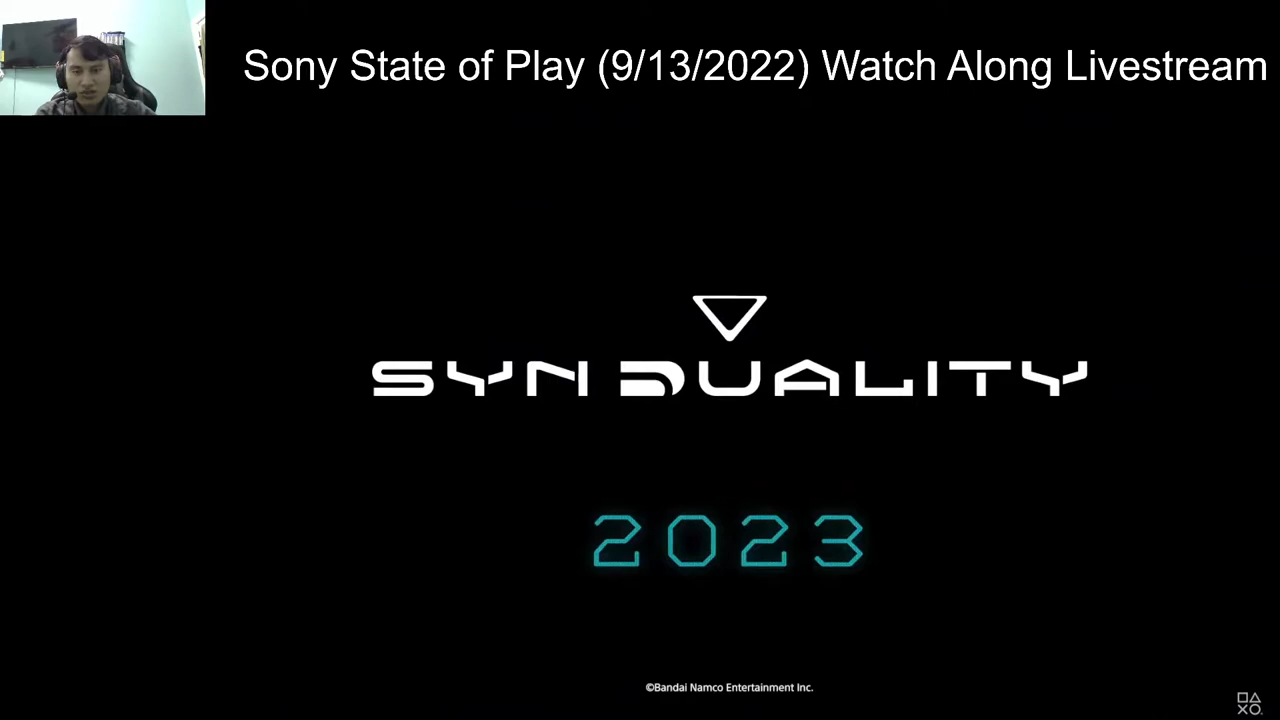 Sony State of Play (9/13/2022) Watch Along Livestream
SYNDUALITY
2023
©Bandai Namco Entertainment Inc.